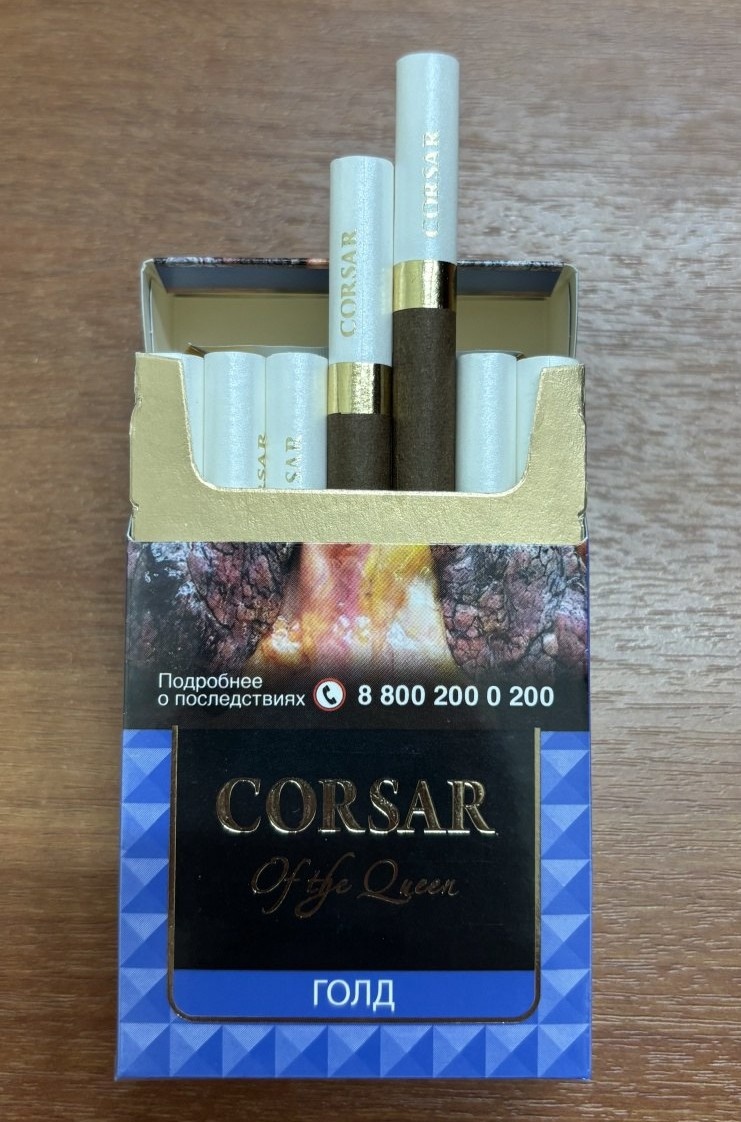 CORSAR
CORSAR
SAR
SAR
Подробнее
о последствиях 8 800 200 0 200
CORSAR
Of the Queen
ГОЛД